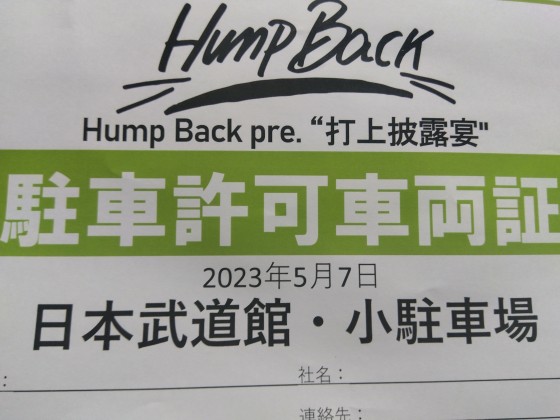 Hump Back
Hump Back pre. “打上披露宴"
駐車許可車両証
2023年5月7日
日本武道館・小駐車場
：
社名：
連絡先：